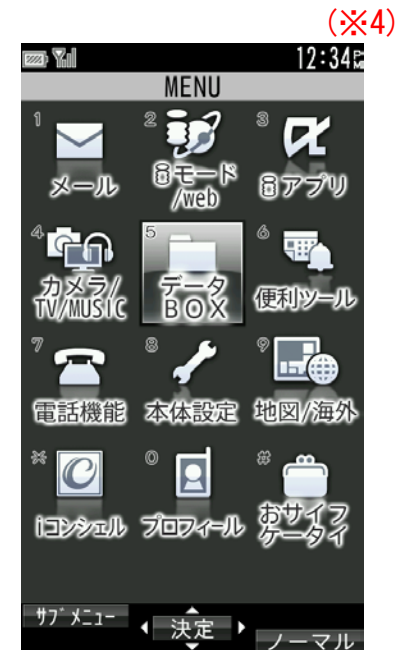 (※4)
12:34PM
MENU
1
メール
2
iモード
/web
3
iアプリ
4
カメラ/
TV/MUSIC
5
データ
BOX
6
便利ツール
7
電話機能
8
本体設定
9
地図/海外
※
iコンシェル
0
プロフィール
#
おサイフ
ケータイ
サブメニュー
決定
ノーマル